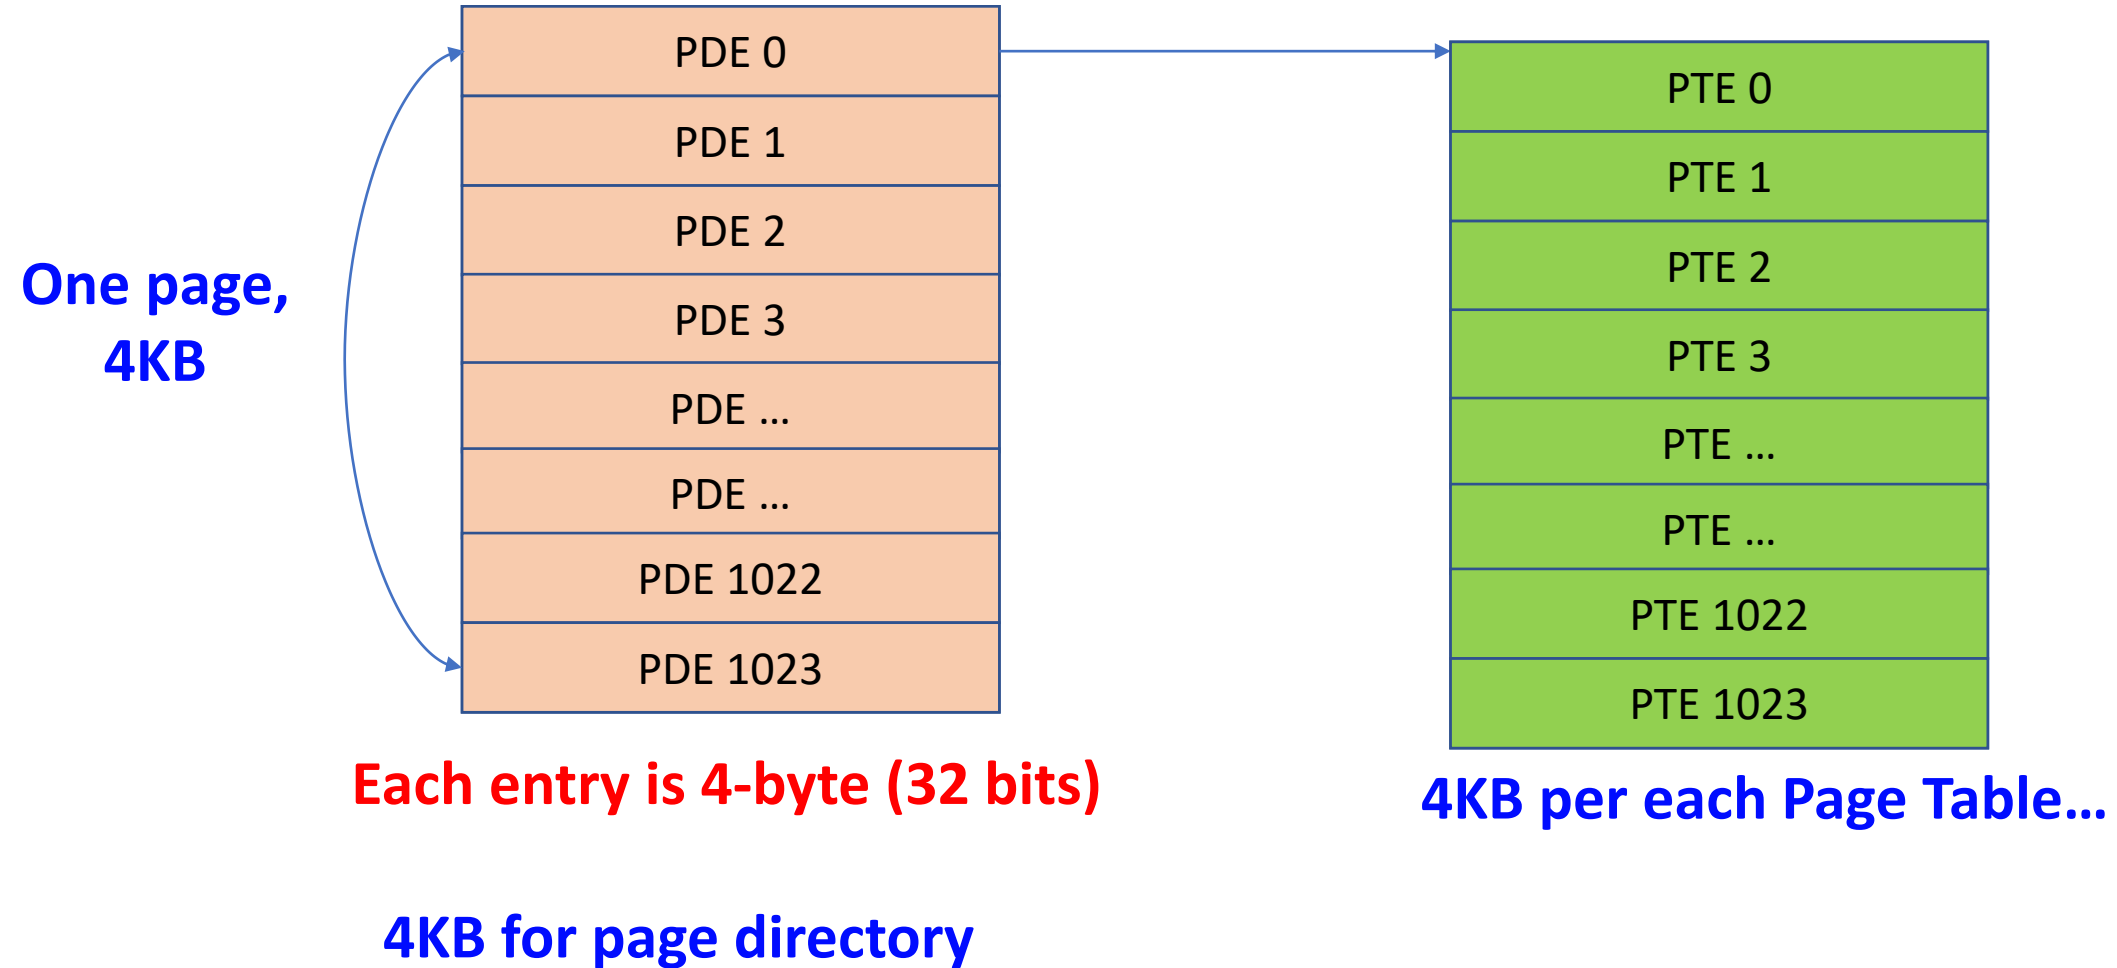 One page,
4KB
PDE 0
PDE 1
PDE 2
PDE 3
PDE ...
PDE ...
PDE 1022
PDE 1023
Each entry is 4-byte (32 bits)
4KB for page directory
PTE 0
PTE 1
PTE 2
PTE 3
PTE ...
PTE ...
PTE 1022
PTE 1023
4KB per each Page Table...